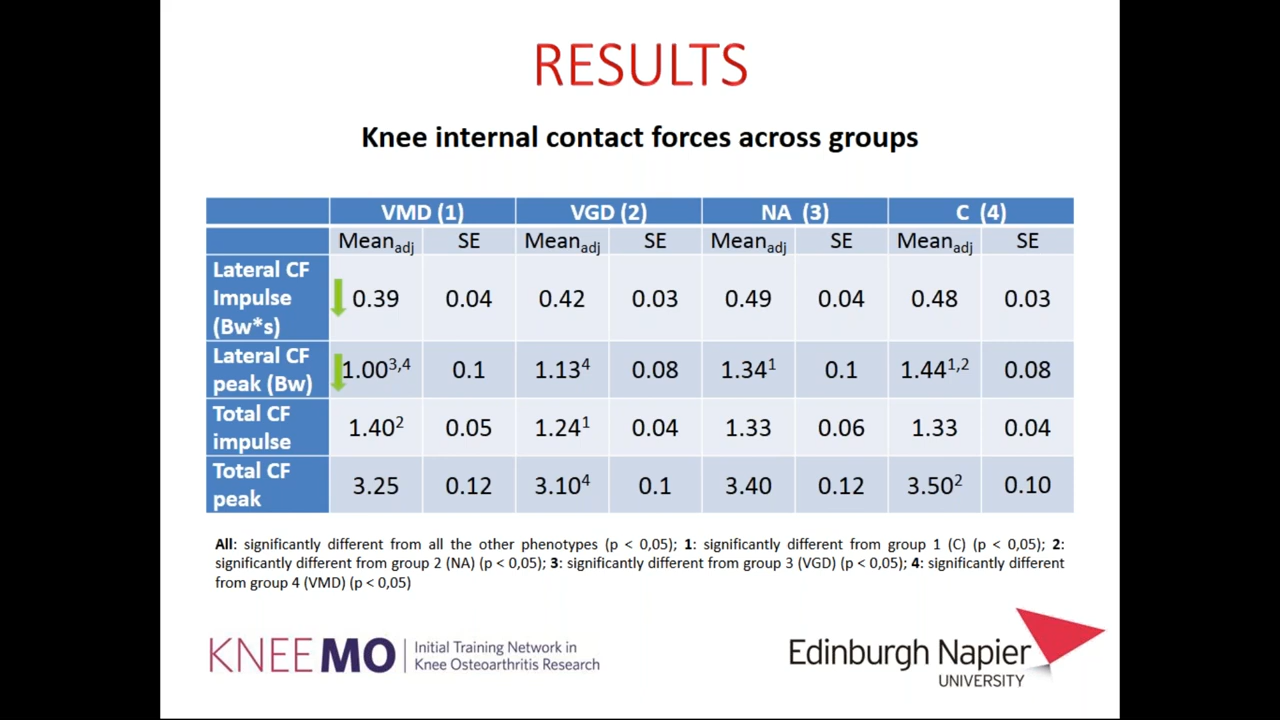 RESULTS
Knee internal contact forces across groups
VMD (1) VGD (2) NA (3) C (4)
Meanadj SE Meanadj SE Meanadj SE Meanadj SE
Lateral CF
Impulse
(Bw*s)
0.39 0.04 0.42 0.03 0.49 0.04 0.48 0.03
Lateral CF
peak (Bw)
1.003,4 0.1 1.134 0.08 1.341 0.1 1.441,2 0.08
Total CF
impulse
1.402 0.05 1.241 0.04 1.33 0.06 1.33 0.04
Total CF
peak
3.25 0.12 3.104 0.1 3.40 0.12 3.502 0.10
All: significantly different from all the other phenotypes (p < 0,05); 1: significantly different from group 1 (C) (p < 0,05); 2:
significantly different from group 2 (NA) (p < 0,05); 3: significantly different from group 3 (VGD) (p < 0,05); 4: significantly different
from group 4 (VMD) (p < 0,05)
KNEEMO
Initial Training Network in
Knee Osteoarthritis Research
Edinburgh Napier
UNIVERSITY